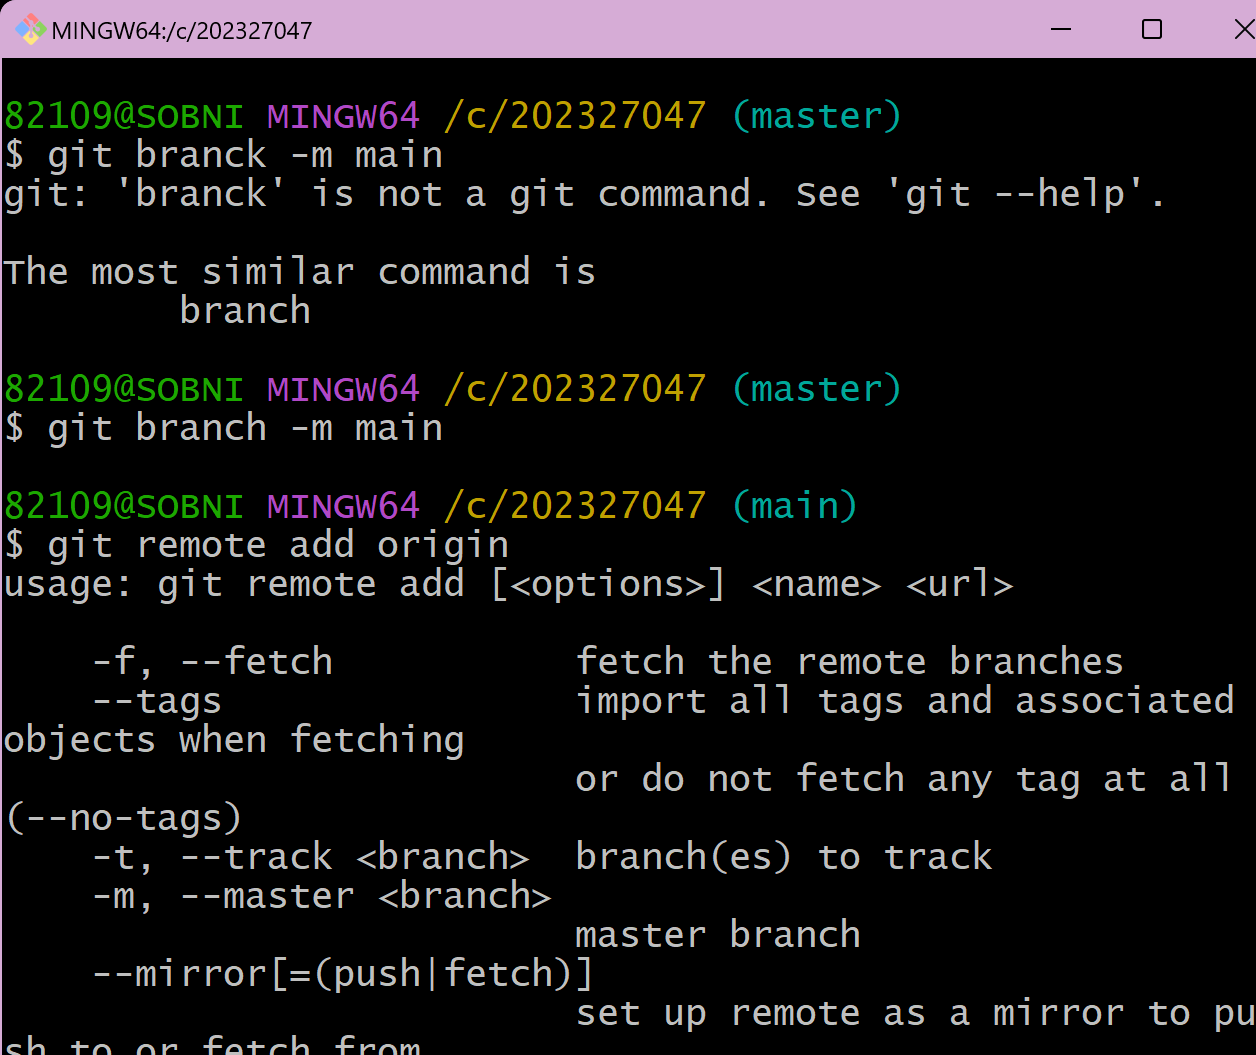 MINGW64:/c/202327047
82109@SOBNI MINGW64 /c/202327047 (master)
$ git branck -m main
git: 'branck' is not a git command. See 'git --help'.
The most similar command is
branch
82109@SOBNI MINGW64 /c/202327047 (master)
$ git branch -m main
82109@SOBNI MINGW64 /c/202327047 (main)
$ git remote add origin
usage: git remote add [<options>] <name> <url>
-f, --fetch fetch the remote branches
--tags import all tags and associated
objects when fetching
or do not fetch any tag at all
(--no-tags)
-t, --track <branch> branch(es) to track
-m, --master <branch>
master branch
--mirror[=(push|fetch)]
set up remote as a mirror to pu
sh to or fetch from